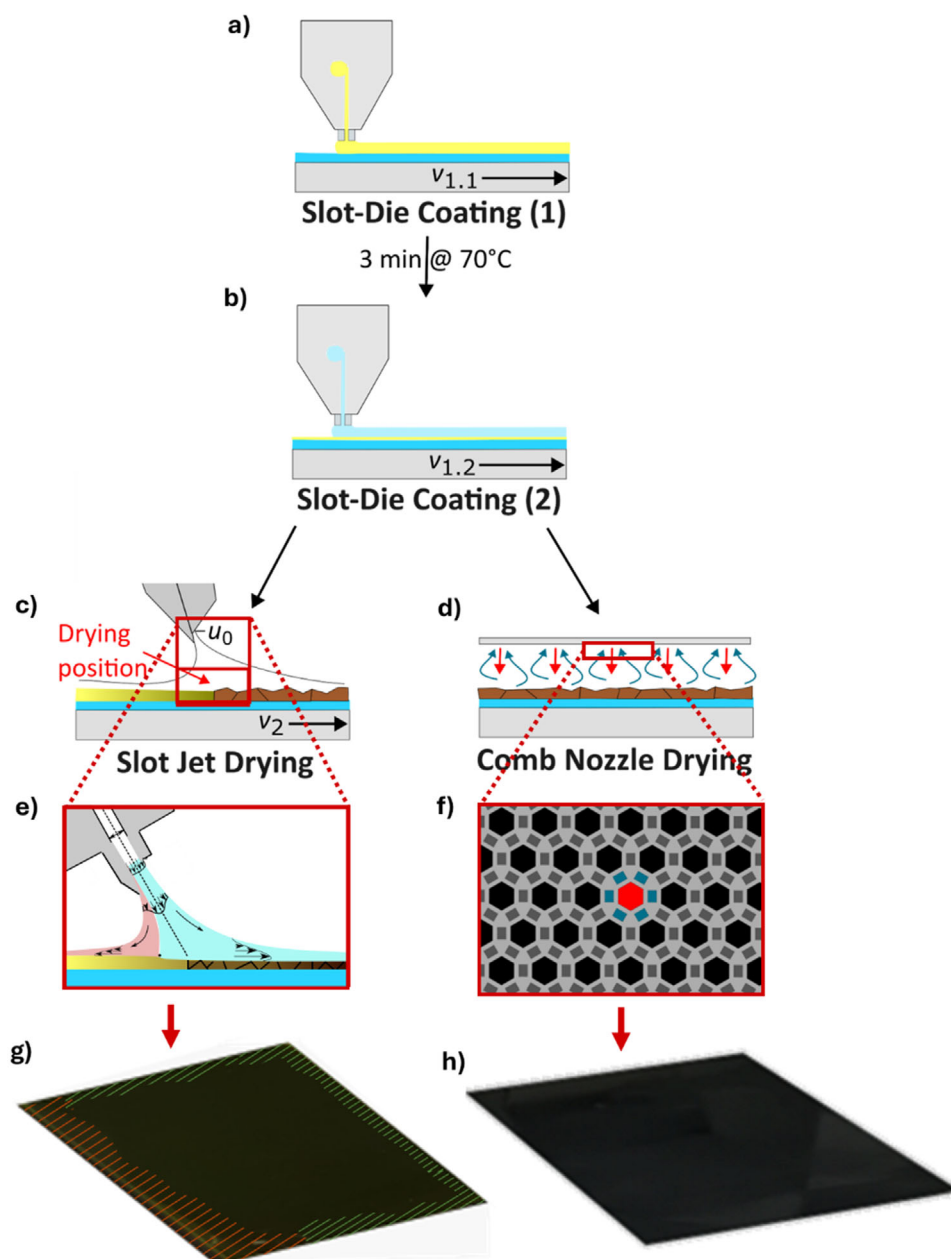 a)
v1.1
Slot-Die Coating (1)
3 min @ 70°C
b)
v1.2
Slot-Die Coating (2)
c)
u0
Drying
position
v2
Slot Jet Drying
d)
Comb Nozzle Drying
e)
f)
g)
h)